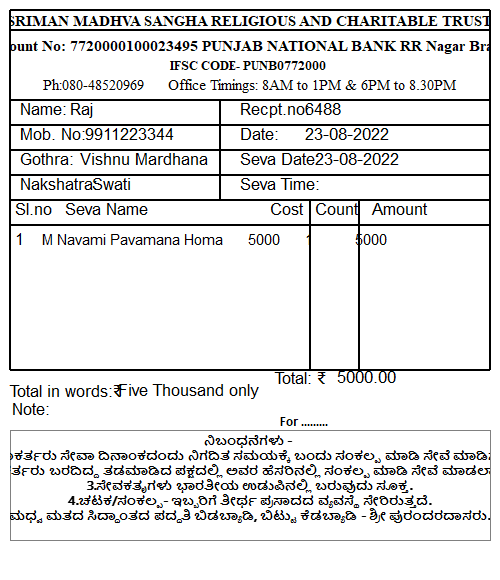 SRIMAN MADHVA SANGHA RELIGIOUS AND CHARITABLE TRUST
ount No: 7720000100023495 PUNJAB NATIONAL BANK RR Nagar Bra
IFSC CODE- PUNB0772000
Ph:080-48520969 Office Timings: 8AM to 1PM & 6PM to 8.30PM
Name: Raj Recpt.no6488
Mob. No:9911223344 Date: 23-08-2022
Gothra: Vishnu Mardhana Seva Date23-08-2022
NakshatraSwati Seva Time:
Sl.no Seva Name Cost Count Amount
1 M Navami Pavamana Homa 5000 1 5000
Total: ₹ 5000.00
Total in words:₹Five Thousand only
Note:
For .........
ನಿಬಂಧನೆಗಳು -
ಕರ್ತರು ಸೇವಾ ದಿನಾಂಕದಂದು ನಿಗದಿತ ಸಮಯಕ್ಕೆ ಬಂದು ಸಂಕಲ್ಪ ಮಾಡಿ ಸೇವೆ ಮಾಡಿ
ರ್ತರು ಬರದಿದ್ದ ತಡಮಾಡಿದ ಪಕ್ಷದಲ್ಲಿ ಅವರ ಹೆಸರಿನಲ್ಲಿ ಸಂಕಲ್ಪ ಮಾಡಿ ಸೇವೆ ಮಾಡಲಾ
3.ಸೇವಕರ್ತೃಗಳು ಭಾರತೀಯ ಉಡುಪಿನಲ್ಲಿ ಬರುವುದು ಸೂಕ್ತ.
4.ಚಟಕ/ಸಂಕಲ್ಪ- ಇಬ್ಬರಿಗೆ ತೀರ್ಥ ಪ್ರಸಾದದ ವ್ಯವಸ್ಥೆ ಸೇರಿರುತ್ತದೆ.
ಮಧ್ವ ಮತದ ಸಿದ್ಧಾಂತದ ಪದ್ಧತಿ ಬಿಡಬ್ಯಾಡಿ, ಬಿಟ್ಟು ಕೆಡಬ್ಯಾಡಿ - ಶ್ರೀ ಪುರಂದರದಾಸರು.